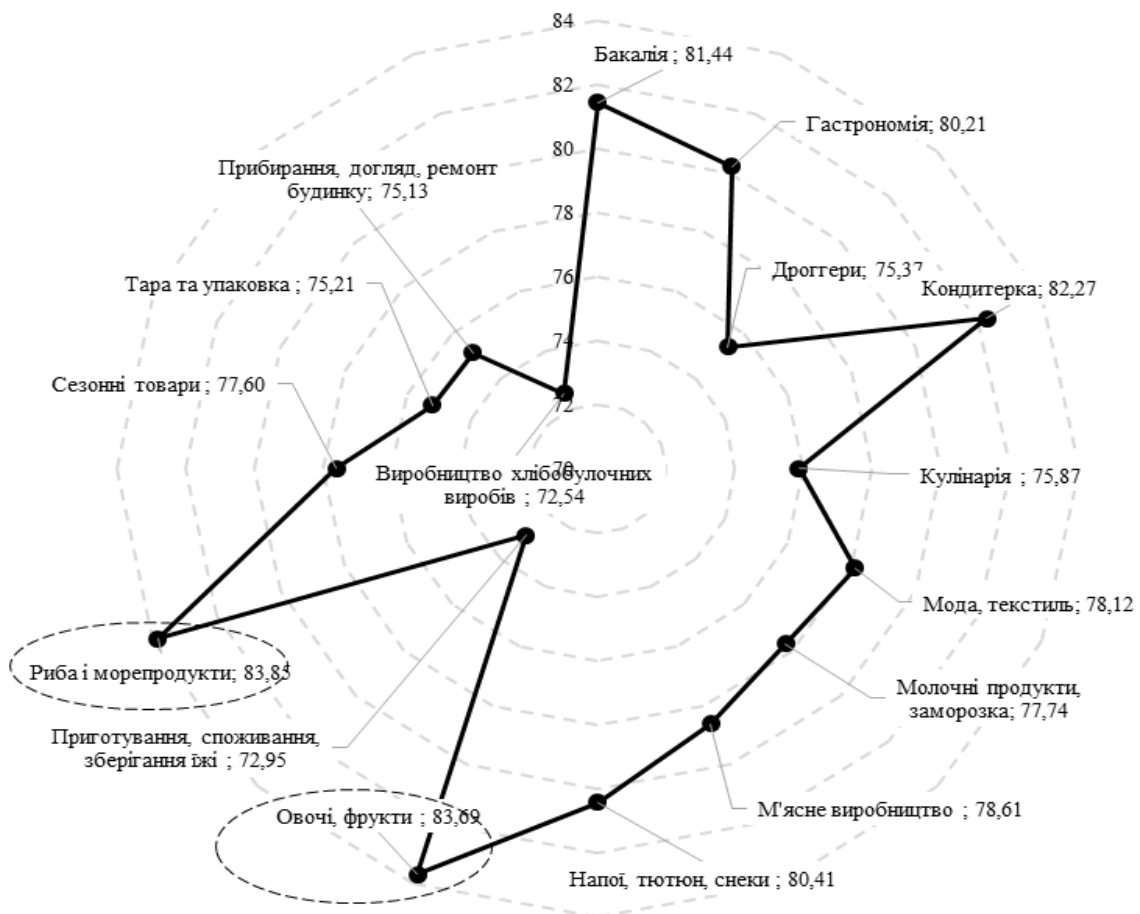 84
Бакалія ; 81,44
82
Гастрономія; 80,21
80
Прибирання, догляд, ремонт
будинку; 75,13
78
Дроггери; 75,37
Тара та упаковка ; 75,21
76
Кондитерка; 82,27
74
Сезонні товари ; 77,60
72
70
Виробництво хлібобулочних
виробів ; 72,54
Кулінарія ; 75,87
Мода, текстиль; 78,12
Риба і морепродукти; 83,85
Молочні продукти,
заморозка; 77,74
Приготування, споживання,
зберігання їжі ; 72,95
М'ясне виробництво ; 78,61
Овочі, фрукти ; 83,69
Напої, тютюн, снеки ; 80,41